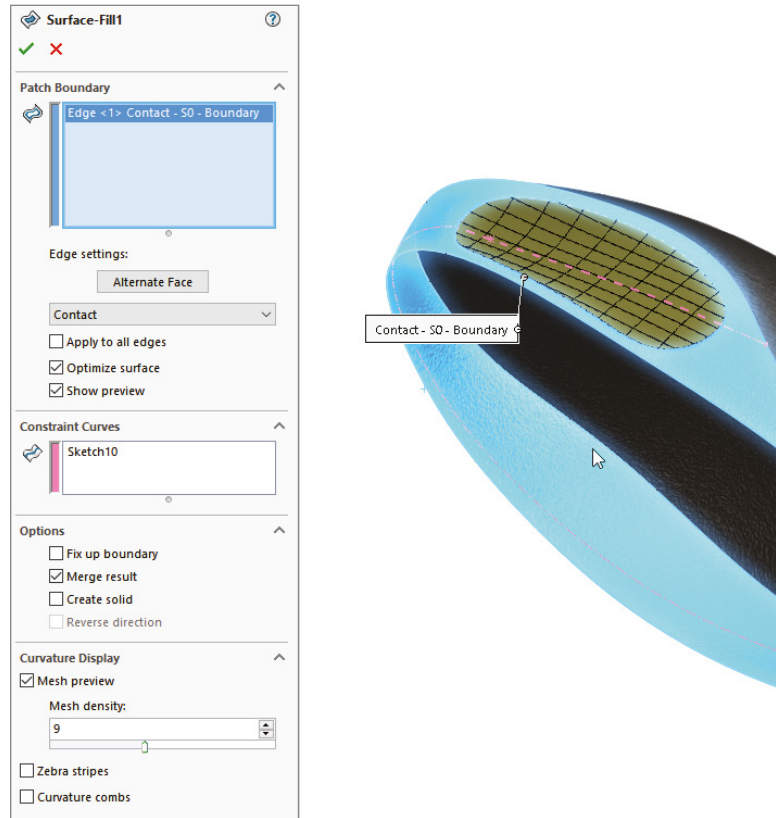 Surface-Fill1
Patch Boundary
Edge <1> Contact - S0 - Boundary
Edge settings:
Alternate Face
Contact
Apply to all edges
Optimize surface
Show preview
Constraint Curves
Sketch10
Options
Fix up boundary
Merge result
Create solid
Reverse direction
Curvature Display
Mesh preview
Mesh density:
9
Zebra stripes
Curvature combs
Contact - S0 - Boundary